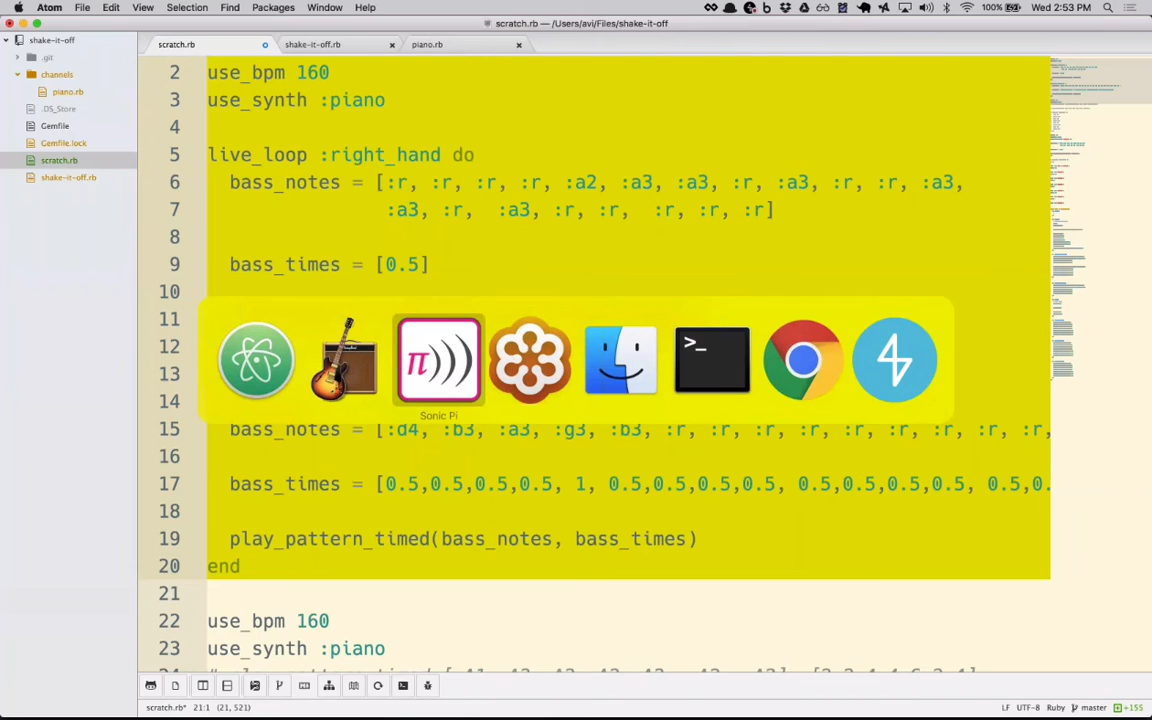 Atom File Edit View Selection Find Packages Window Help 100% Wed 2:53 PM
scratch.rb — /Users/avi/Files/shake-it-off
shake-it-off
scratch.rb shake-it-off.rb piano.rb
.git
channels
piano.rb
.DS_Store
Gemfile
Gemfile.lock
scratch.rb
shake-it-off.rb
2 use_bpm 160
3 use_synth :piano
4
5 live_loop :right_hand do
6 bass_notes = [:r, :r, :r, :r, :a2, :a3, :a3, :r, :a3, :r, :r, :a3,
7 :a3, :r, :a3, :r, :r, :r, :r, :r]
8
9 bass_times = [0.5]
10
11
12
13
14
Sonic Pi
15 bass_notes = [:d4, :b3, :a3, :g3, :b3, :r, :r, :r, :r, :r, :r, :r, :r, :r,
16
17 bass_times = [0.5,0.5,0.5,0.5, 1, 0.5,0.5,0.5,0.5, 0.5,0.5,0.5,0.5, 0.5,0.
18
19 play_pattern_timed(bass_notes, bass_times)
20 end
21
22 use_bpm 160
23 use_synth :piano
scratch.rb* 21:1 (21, 521) LF UTF-8 Ruby master +155